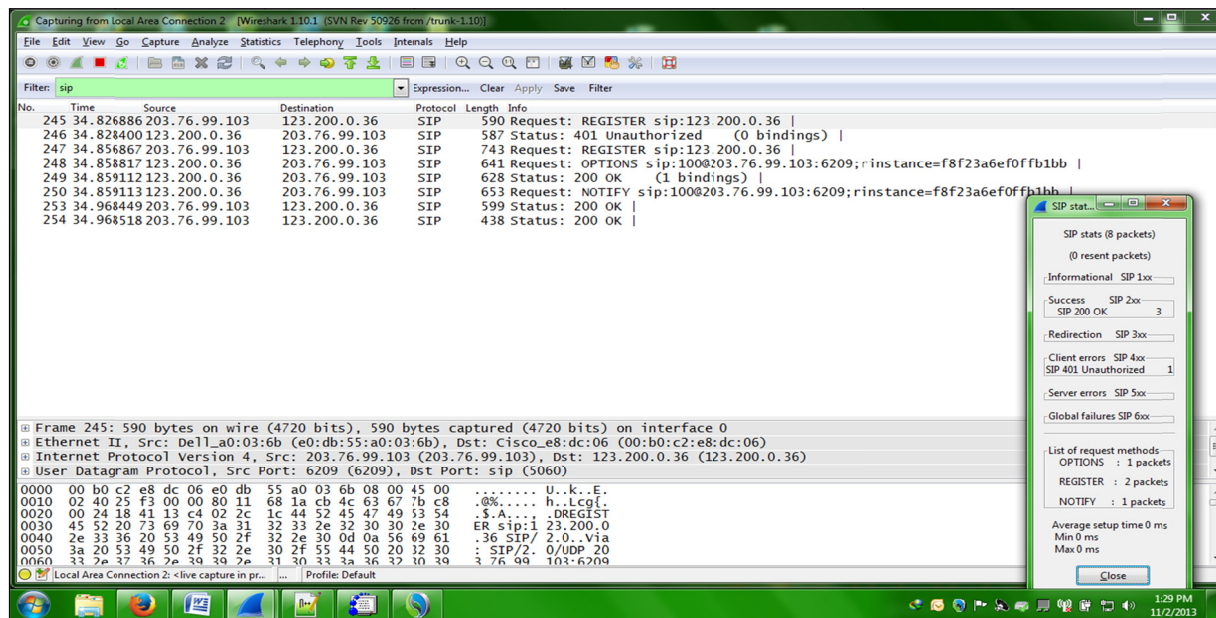 Capturing from Local Area Connection 2 [Wireshark 1.10.1 (SVN Rev 50926 from /trunk-1.10)]
File Edit View Go Capture Analyze Statistics Telephony Tools Internals Help
Filter: sip Expression... Clear Apply Save Filter
No. Time Source Destination Protocol Length Info
245 34.826886 203.76.99.103 123.200.0.36 SIP 590 Request: REGISTER sip:123.200.0.36 |
246 34.828400 123.200.0.36 203.76.99.103 SIP 587 Status: 401 Unauthorized (0 bindings) |
247 34.856867 203.76.99.103 123.200.0.36 SIP 743 Request: REGISTER sip:123.200.0.36 |
248 34.858817 123.200.0.36 203.76.99.103 SIP 641 Request: OPTIONS sip:100@203.76.99.103:6209;rinstance=f8f23a6ef0ffb1bb |
249 34.859112 123.200.0.36 203.76.99.103 SIP 628 Status: 200 OK (1 bindings) |
250 34.859113 123.200.0.36 203.76.99.103 SIP 653 Request: NOTIFY sip:100@203.76.99.103:6209;rinstance=f8f23a6ef0ffb1bb |
253 34.968449 203.76.99.103 123.200.0.36 SIP 599 Status: 200 OK |
254 34.968518 203.76.99.103 123.200.0.36 SIP 438 Status: 200 OK |
SIP stat...
SIP stats (8 packets)
(0 resent packets)
Informational SIP 1xx
Success SIP 2xx
SIP 200 OK 3
Redirection SIP 3xx
Client errors SIP 4xx
SIP 401 Unauthorized 1
Server errors SIP 5xx
Global failures SIP 6xx
List of request methods
OPTIONS : 1 packets
REGISTER : 2 packets
NOTIFY : 1 packets
Average setup time 0 ms
Min 0 ms
Max 0 ms
Close
Frame 245: 590 bytes on wire (4720 bits), 590 bytes captured (4720 bits) on interface 0
Ethernet II, Src: Dell_a0:03:6b (e0:db:55:a0:03:6b), Dst: Cisco_e8:dc:06 (00:b0:c2:e8:dc:06)
Internet Protocol Version 4, Src: 203.76.99.103 (203.76.99.103), Dst: 123.200.0.36 (123.200.0.36)
User Datagram Protocol, Src Port: 6209 (6209), Dst Port: sip (5060)
0000 00 b0 c2 e8 dc 06 e0 db 55 a0 03 6b 08 00 45 00 ........ U..k..E.
0010 02 40 25 f3 00 00 80 11 68 1a cb 4c 63 67 7b c8 .@%..... h..Lcg{.
0020 00 24 18 41 13 c4 02 2c 1c 44 52 45 47 49 53 54 .$.A..., .DREGIST
0030 45 52 20 73 69 70 3a 31 32 33 2e 32 30 30 2e 30 ER sip:1 23.200.0
0040 2e 33 36 20 53 49 50 2f 32 2e 30 0d 0a 56 69 61 .36 SIP/ 2.0..Via
0050 3a 20 53 49 50 2f 32 2e 30 2f 55 44 50 20 32 30 : SIP/2. 0/UDP 20
0060 33 2e 37 36 2e 39 39 2e 31 30 33 3a 36 32 30 39 3.76.99. 103:6209
Local Area Connection 2: <live capture in pr... ... Profile: Default
1:29 PM
11/2/2013